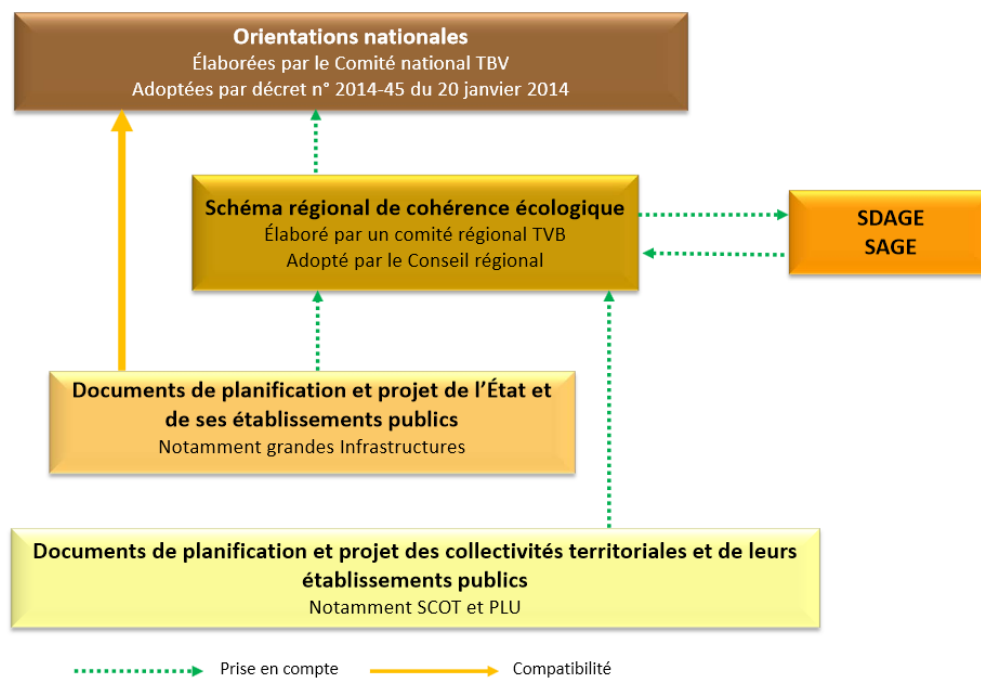 Orientations nationales
Élaborées par le Comité national TBV
Adoptées par décret n° 2014-45 du 20 janvier 2014
Schéma régional de cohérence écologique
Élaboré par un comité régional TVB
Adopté par le Conseil régional
SDAGE
SAGE
Documents de planification et projet de l'État et
de ses établissements publics
Notamment grandes Infrastructures
Documents de planification et projet des collectivités territoriales et de leurs
établissements publics
Notamment SCOT et PLU
Prise en compte
Compatibilité